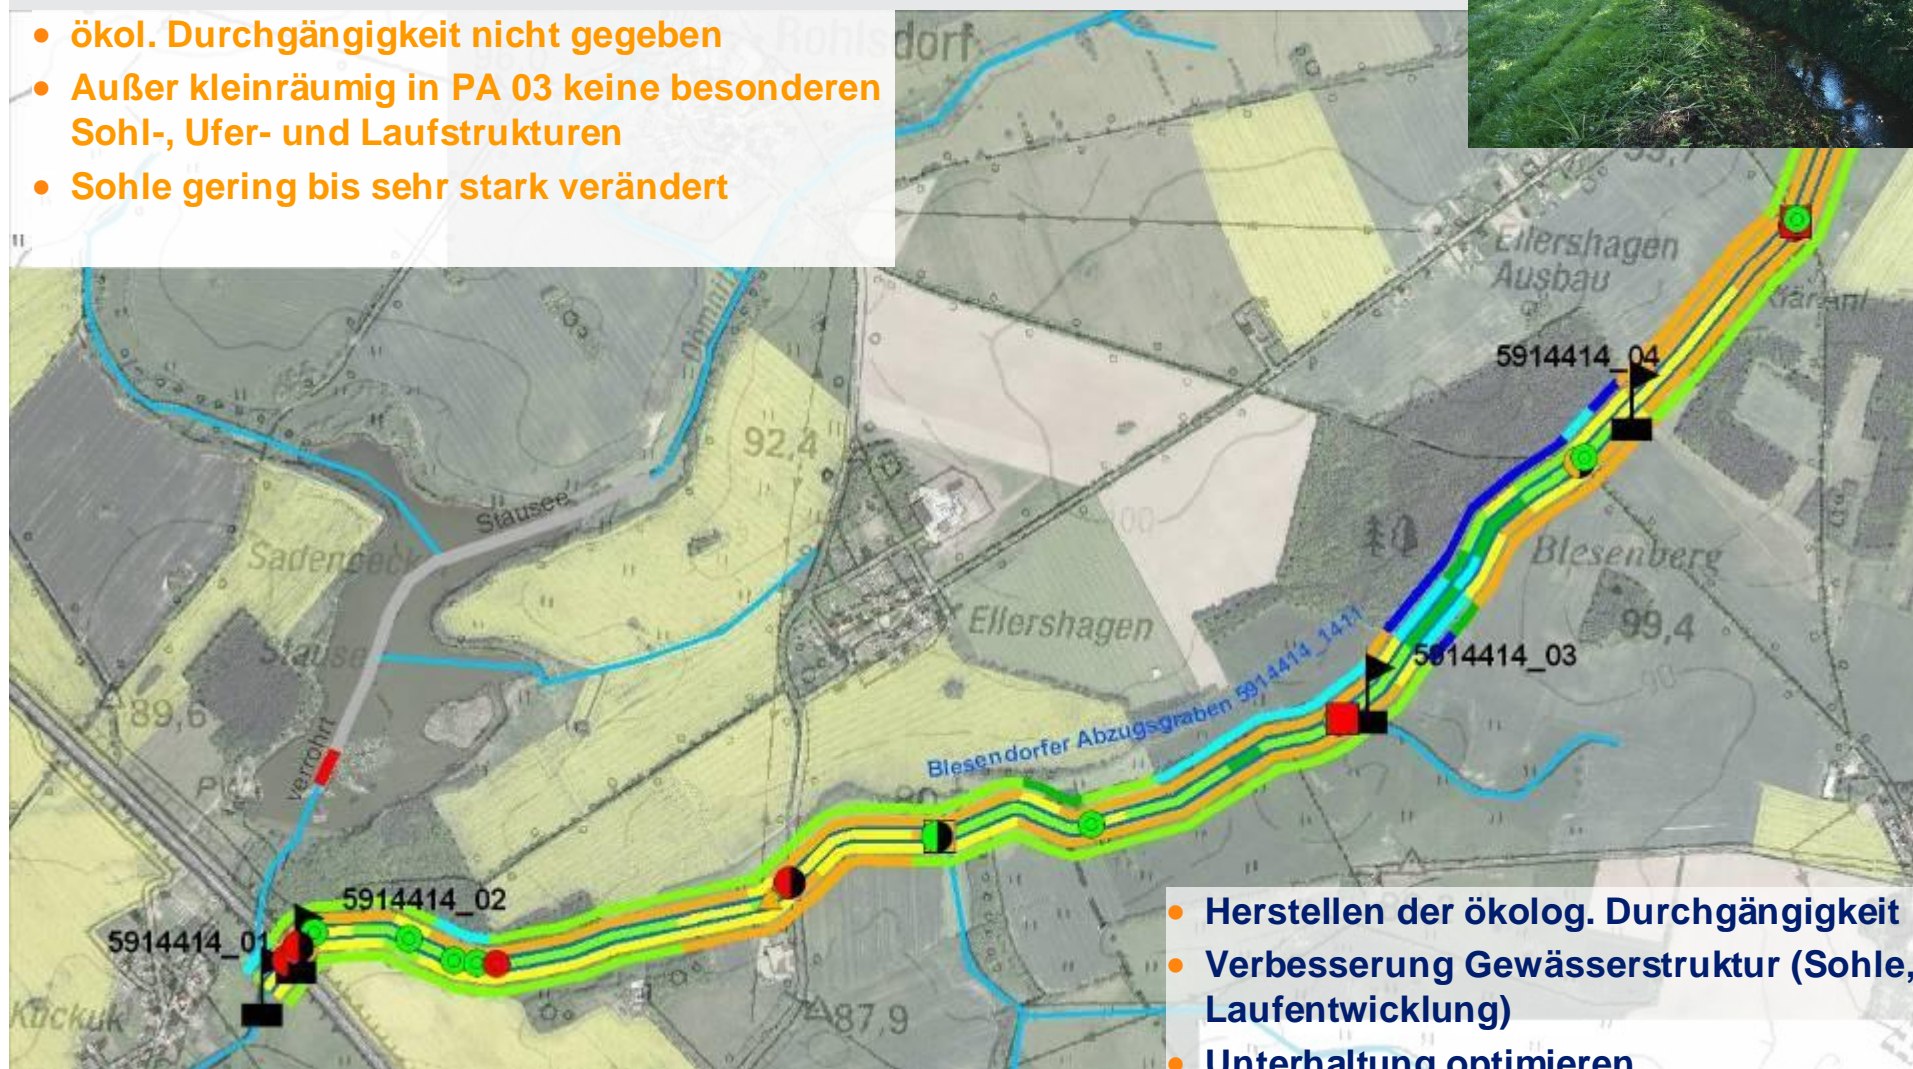 • ökol. Durchgängigkeit nicht gegeben
• Außer kleinräumig in PA 03 keine besonderen
Sohl-, Ufer- und Laufstrukturen
• Sohle gering bis sehr stark verändert
Rohlsdorf
Dömnitz
Ellershagen
Ausbau
5914414_04
92,4
Stausee
Sadenbeck
Blesenberg
99,4
Ellershagen
5914414_03
Blesendorfer Abzugsgraben 5914414_1411
89,6
verrohrt
5914414_02
5914414_01
Kuckuk
87,9
• Herstellen der ökolog. Durchgängigkeit
• Verbesserung Gewässerstruktur (Sohle,
Laufentwicklung)
• Unterhaltung optimieren